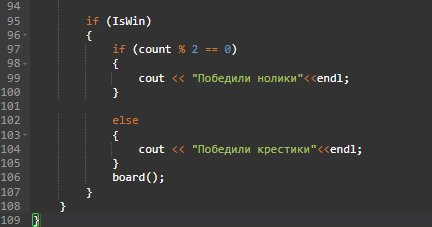 94
95 if (IsWin)
96 {
97 if (count % 2 == 0)
98 {
99 cout << "Победили нолики"<<endl;
100 }
101
102 else
103 {
104 cout << "Победили крестики"<<endl;
105 }
106 board();
107 }
108 }
109 }